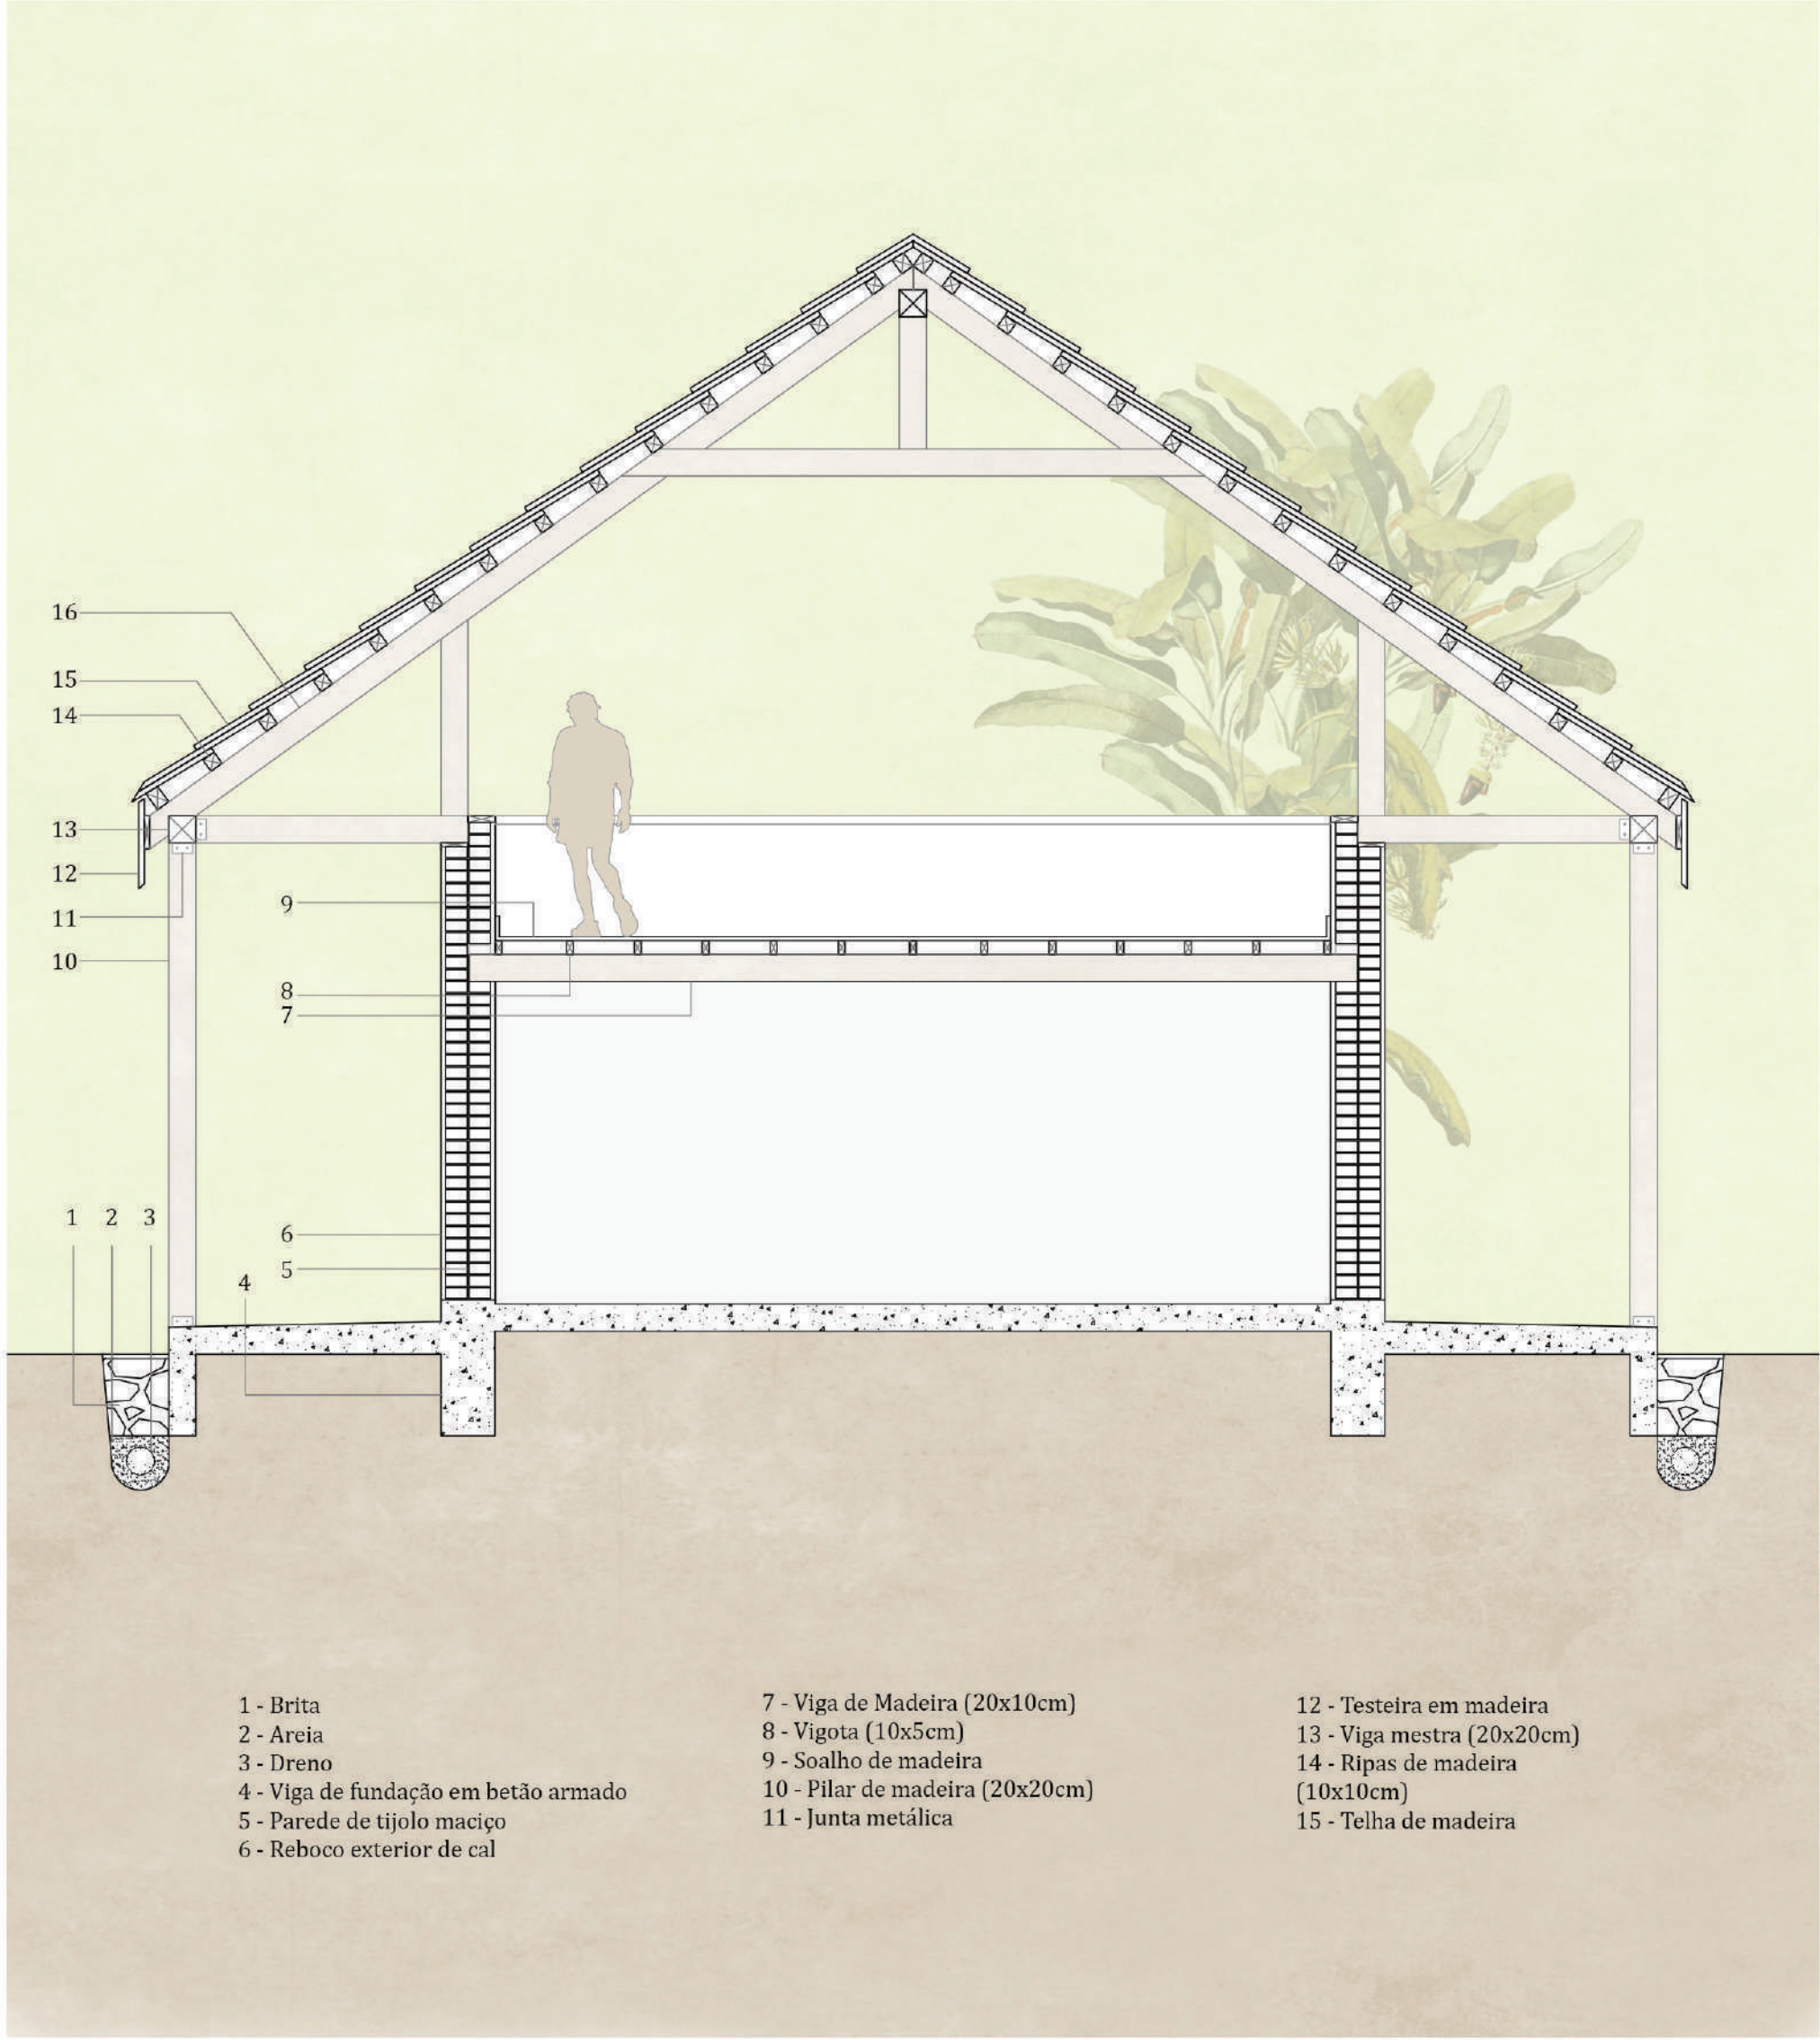 16
15
14
13
12
11
10
9
8
7
1 2 3
6
5
4
1 - Brita
2 - Areia
3 - Dreno
4 - Viga de fundação em betão armado
5 - Parede de tijolo maciço
6 - Reboco exterior de cal
7 - Viga de Madeira (20x10cm)
8 - Vigota (10x5cm)
9 - Soalho de madeira
10 - Pilar de madeira (20x20cm)
11 - Junta metálica
12 - Testeira em madeira
13 - Viga mestra (20x20cm)
14 - Ripas de madeira
(10x10cm)
15 - Telha de madeira